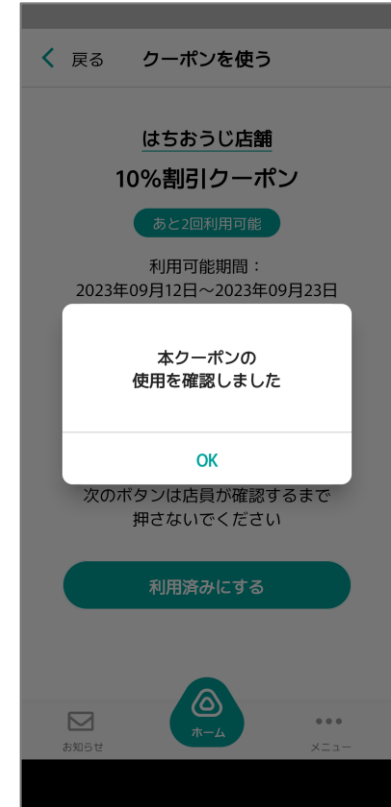 戻る クーポンを使う
はちおうじ店舗
10%割引クーポン
あと2回利用可能
利用可能期間：
2023年09月12日～2023年09月23日
本クーポンの
使用を確認しました
OK
次のボタンは店員が確認するまで
押さないでください
利用済みにする
お知らせ ホーム メニュー